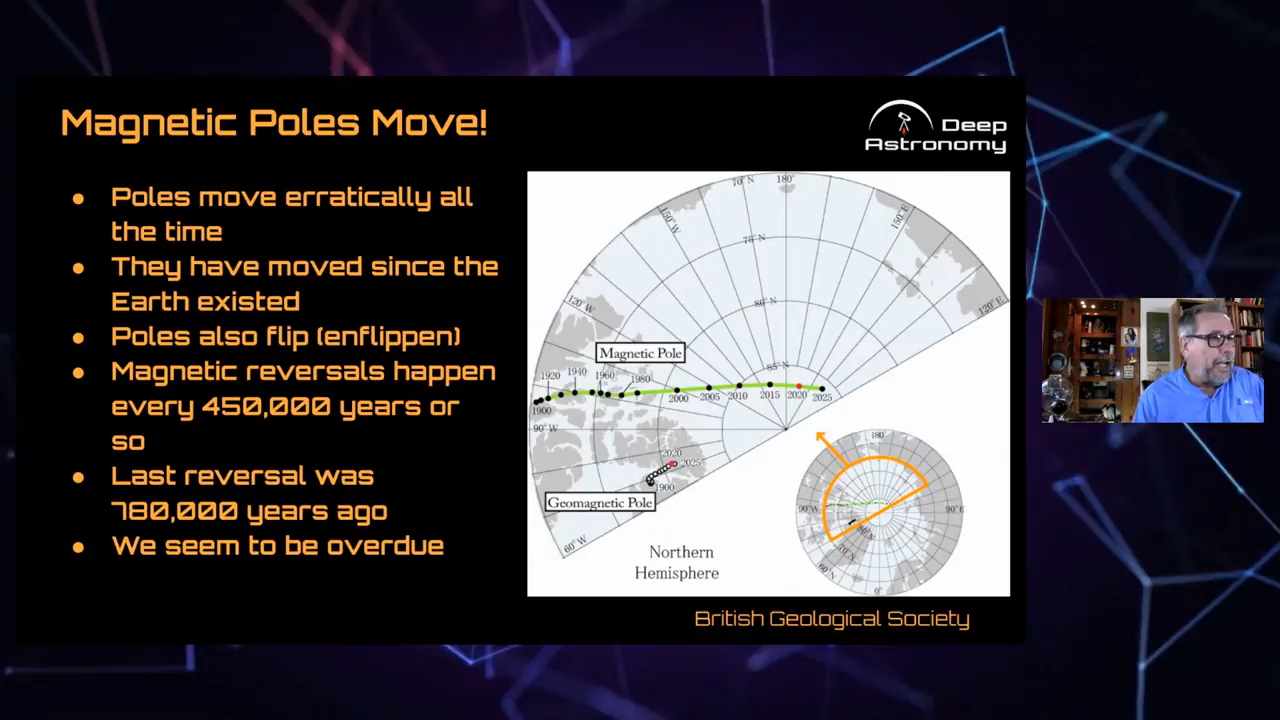 Magnetic Poles Move!
Deep
Astronomy
Poles move erratically all
the time
They have moved since the
Earth existed
Poles also flip (enflippen)
Magnetic reversals happen
every 450,000 years or
so
Last reversal was
780,000 years ago
We seem to be overdue
70° N
180°
150° W
150° E
75° N
120° W
80° N
120° E
Magnetic Pole
85° N
1920 1940 1960 1980
1900
2000 2005 2010 2015 2020 2025
90° W
2020
2025
1900
Geomagnetic Pole
60° W
Northern
Hemisphere
180°
90° W
90° E
80° N
70° N
60° N
0°
British Geological Society